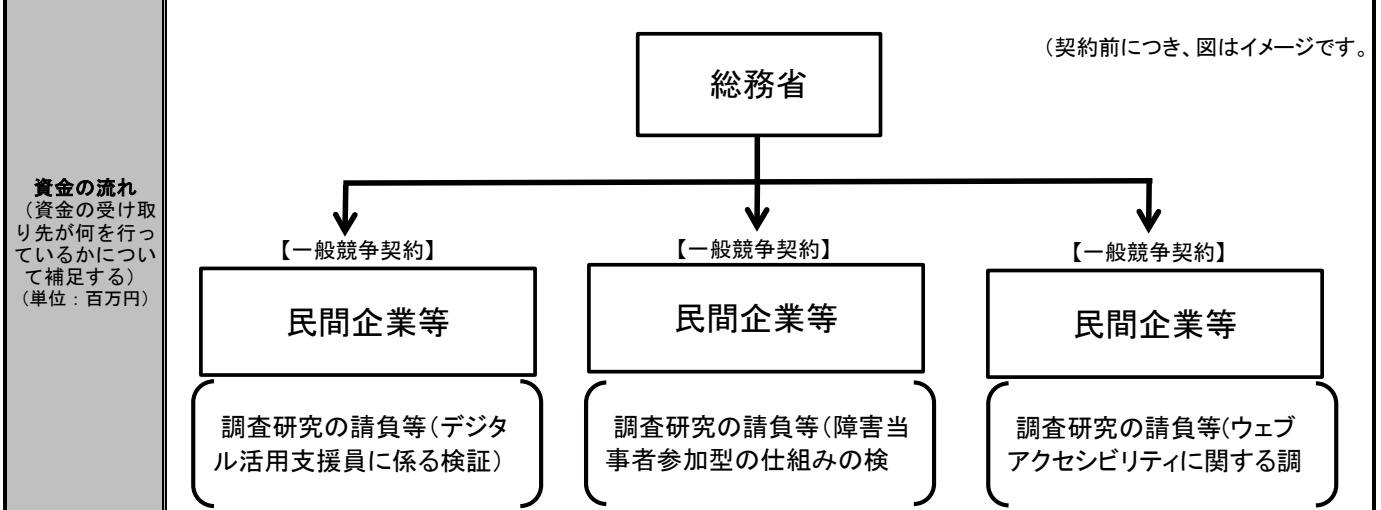 (契約前につき、図はイメージです。
総務省
資金の流れ
(資金の受け取
り先が何を行っ
ているかについ
て補足する)
(単位:百万円)
【一般競争契約】
民間企業等
調査研究の請負等(デジタ
ル活用支援員に係る検証)
【一般競争契約】
民間企業等
調査研究の請負等(障害当
事者参加型の仕組みの検
【一般競争契約】
民間企業等
調査研究の請負等(ウェブ
アクセシビリティに関する調